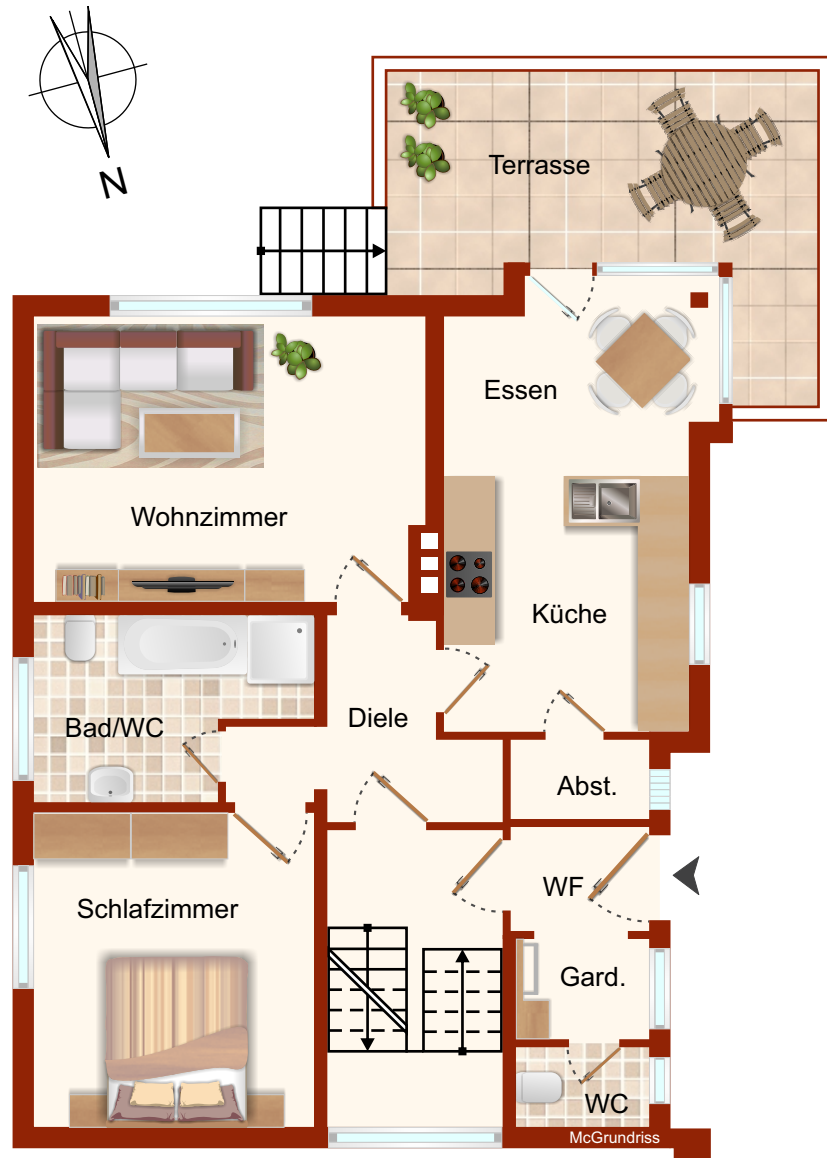 N
Terrasse
Essen
Wohnzimmer
Küche
Diele
Bad/WC
Abst.
WF
Schlafzimmer
Gard.
WC
McGrundriss